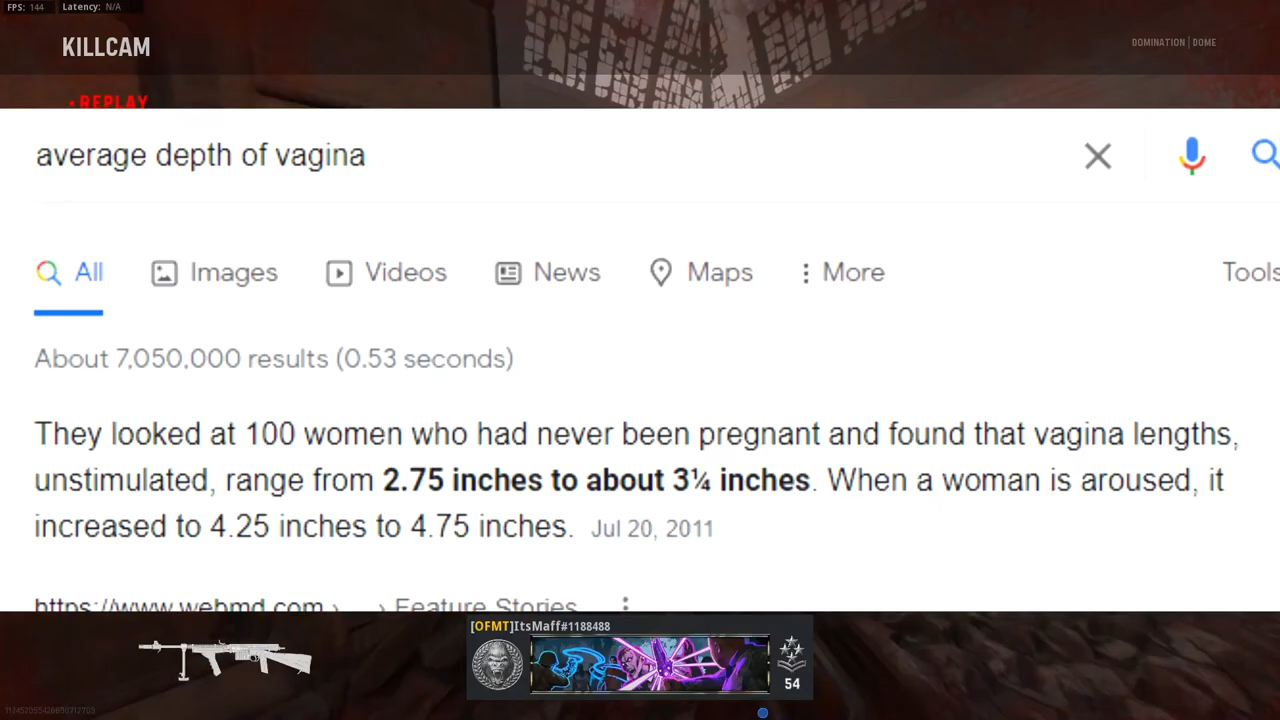 FPS: 144 Latency: N/A
KILLCAM
DOMINATION | DOME
• REPLAY
average depth of vagina
All Images Videos News Maps More Tools
About 7,050,000 results (0.53 seconds)
They looked at 100 women who had never been pregnant and found that vagina lengths,
unstimulated, range from 2.75 inches to about 3¼ inches. When a woman is aroused, it
increased to 4.25 inches to 4.75 inches. Jul 20, 2011
https://www.webmd.com › ... › Feature Stories
[OFMT]ItsMaff#1188488
54